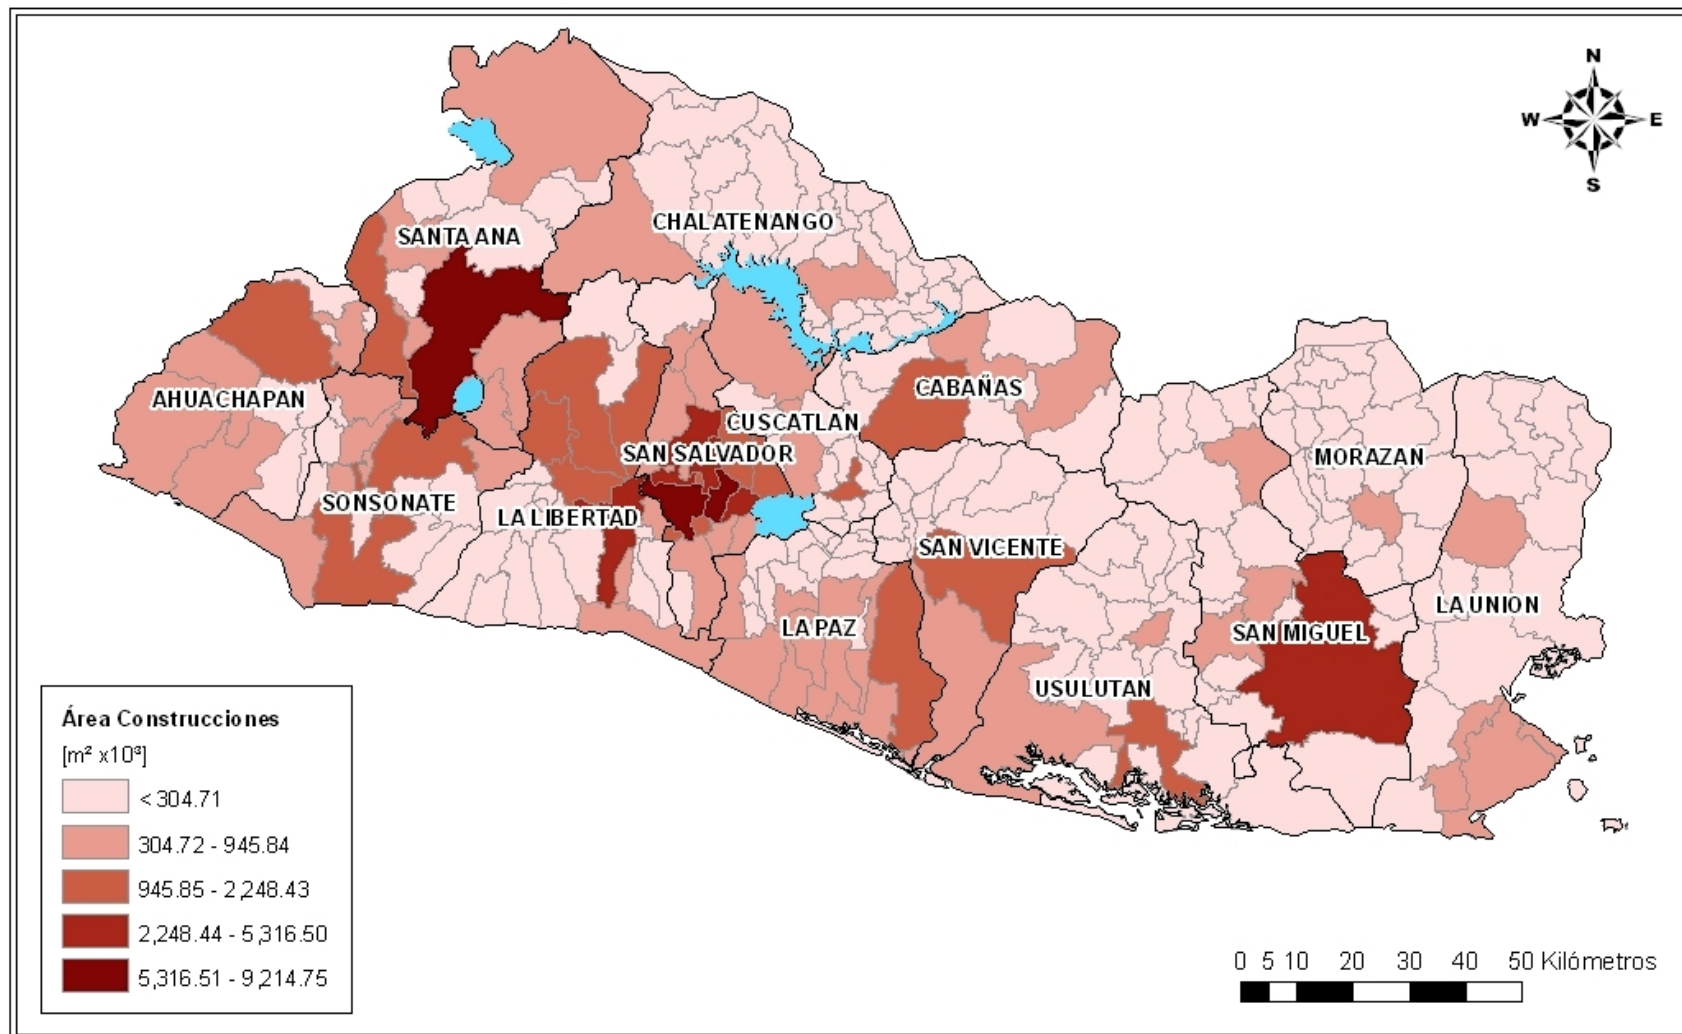 N
W E
S
CHALATENANGO
SANTA ANA
CABAÑAS
AHUACHAPAN
CUSCATLAN
SAN SALVADOR
MORAZAN
SONSONATE
LA LIBERTAD
SAN VICENTE
LA UNION
LA PAZ
SAN MIGUEL
USULUTAN
Área Construcciones
[m² x10³]
< 304.71
304.72 - 945.84
945.85 - 2,248.43
2,248.44 - 5,316.50
5,316.51 - 9,214.75
0 5 10 20 30 40 50 Kilómetros